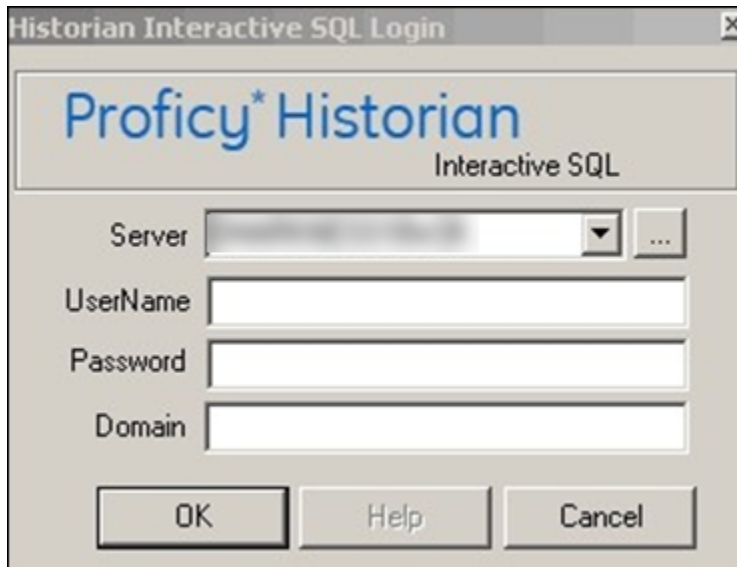 Historian Interactive SQL Login
Proficy* Historian
Interactive SQL
Server
...
UserName
Password
Domain
OK Help Cancel